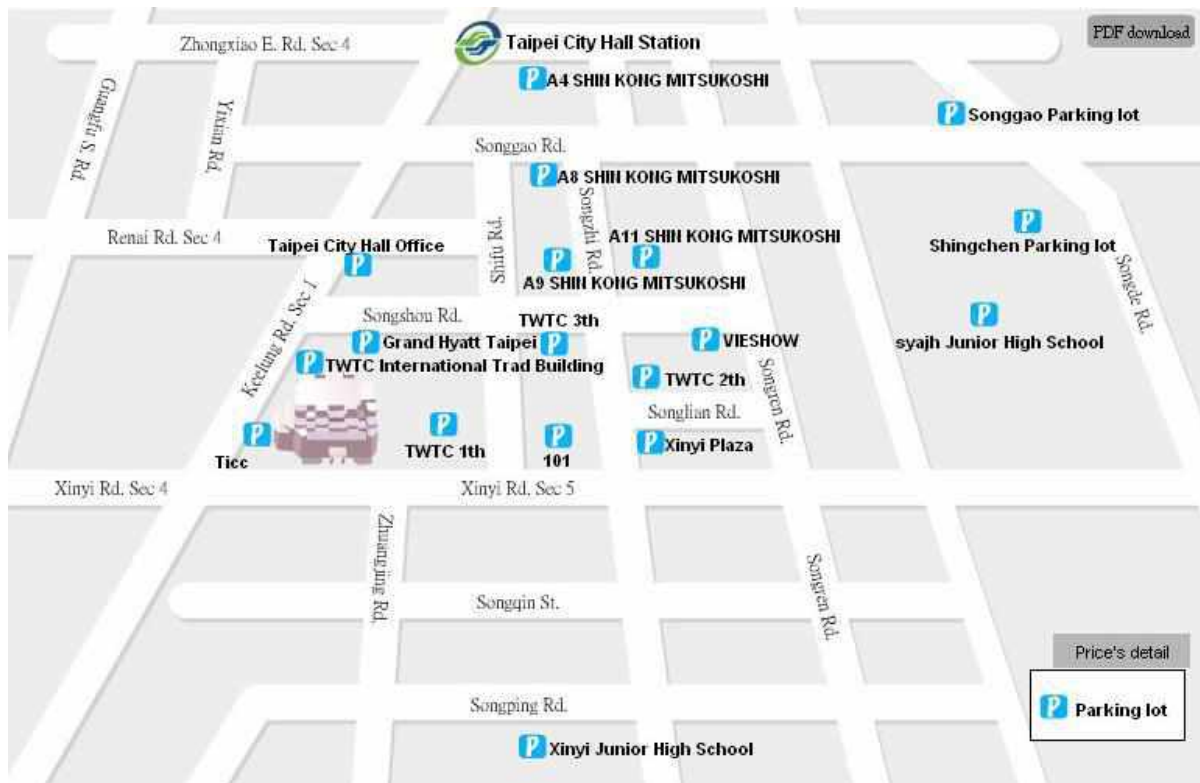 PDF download
Zhongxiao E. Rd. Sec 4
Taipei City Hall Station
A4 SHIN KONG MITSUKOSHI
Guangfu S. Rd.
Yixian Rd.
Songgao Parking lot
Songgao Rd.
A8 SHIN KONG MITSUKOSHI
Songzhi Rd.
Shifu Rd.
Renai Rd. Sec 4
Taipei City Hall Office
A11 SHIN KONG MITSUKOSHI
Shingchen Parking lot
A9 SHIN KONG MITSUKOSHI
Songde Rd.
Keelung Rd. Sec 1
Songshou Rd.
TWTC 3th
Grand Hyatt Taipei
VIESHOW
syajh Junior High School
TWTC International Trad Building
TWTC 2th
Songren Rd.
Songlian Rd.
TWTC 1th
Xinyi Plaza
Ticc
101
Xinyi Rd. Sec 4
Xinyi Rd. Sec 5
Zhuangjing Rd.
Songren Rd.
Songqin St.
Price's detail
Songping Rd.
P Parking lot
Xinyi Junior High School